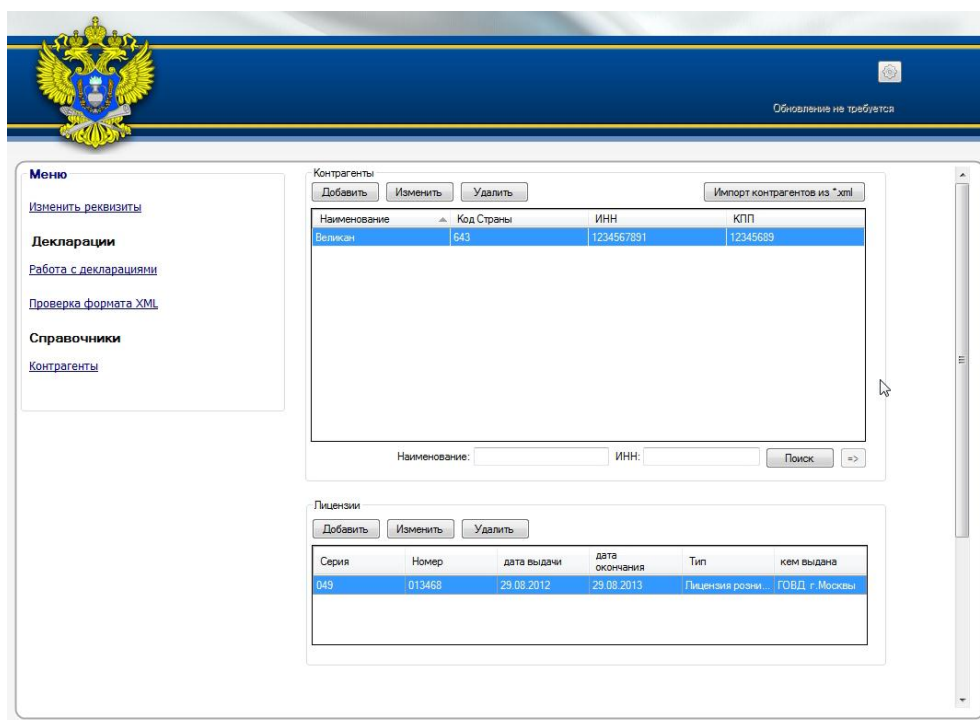 Обновление не требуется
Меню
Изменить реквизиты
Декларации
Работа с декларациями
Проверка формата XML
Справочники
Контрагенты
Контрагенты
Добавить Изменить Удалить Импорт контрагентов из *.xml
Наименование Код Страны ИНН КПП
Великан 643 1234567891 12345689
Наименование: ИНН: Поиск =>
Лицензии
Добавить Изменить Удалить
Серия Номер дата выдачи дата окончания Тип кем выдана
049 013468 29.08.2012 29.08.2013 Лицензия розни... ГОВД г.Москвы